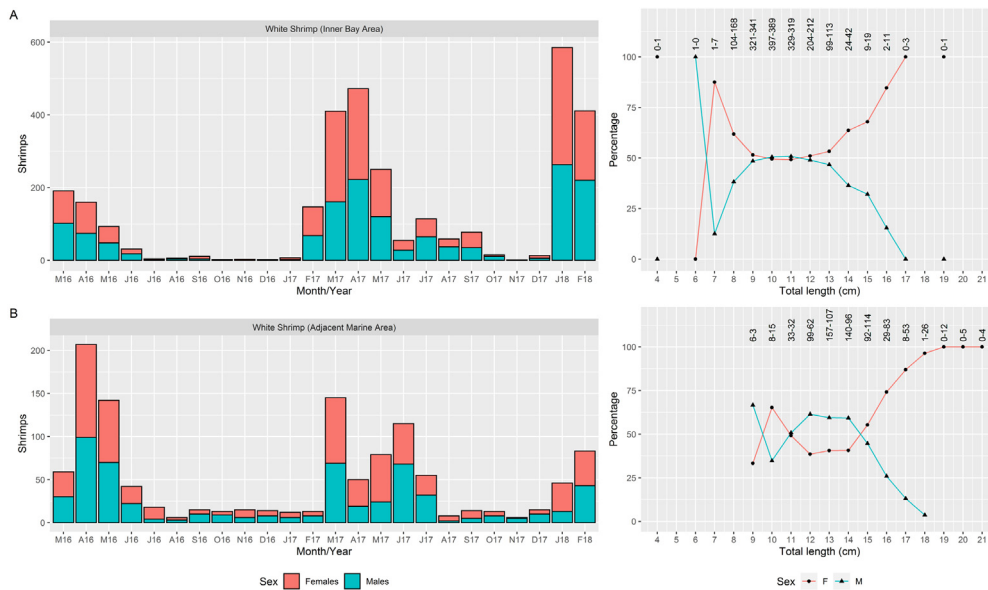 A
White Shrimp (Inner Bay Area)
600
400
200
0
Shrimps
M16 A16 M16 J16 J16 A16 S16 O16 N16 D16 J17 F17 M17 A17 M17 J17 J17 A17 S17 O17 N17 D17 J18 F18
Month/Year
0-1 1-0 1-7 104-168 321-341 397-389 329-319 204-212 99-113 24-42 9-19 2-11 0-3 0-1
100
75
50
25
0
Percentage
4 5 6 7 8 9 10 11 12 13 14 15 16 17 18 19 20 21
Total length (cm)
B
White Shrimp (Adjacent Marine Area)
200
150
100
50
0
Shrimps
M16 A16 M16 J16 J16 A16 S16 O16 N16 D16 J17 F17 M17 A17 M17 J17 J17 A17 S17 O17 N17 D17 J18 F18
Month/Year
6-3 8-15 33-32 99-62 157-107 140-96 92-114 29-83 8-53 1-26 0-12 0-5 0-4
100
75
50
25
0
Percentage
4 5 6 7 8 9 10 11 12 13 14 15 16 17 18 19 20 21
Total length (cm)
Sex Females Males
Sex F M